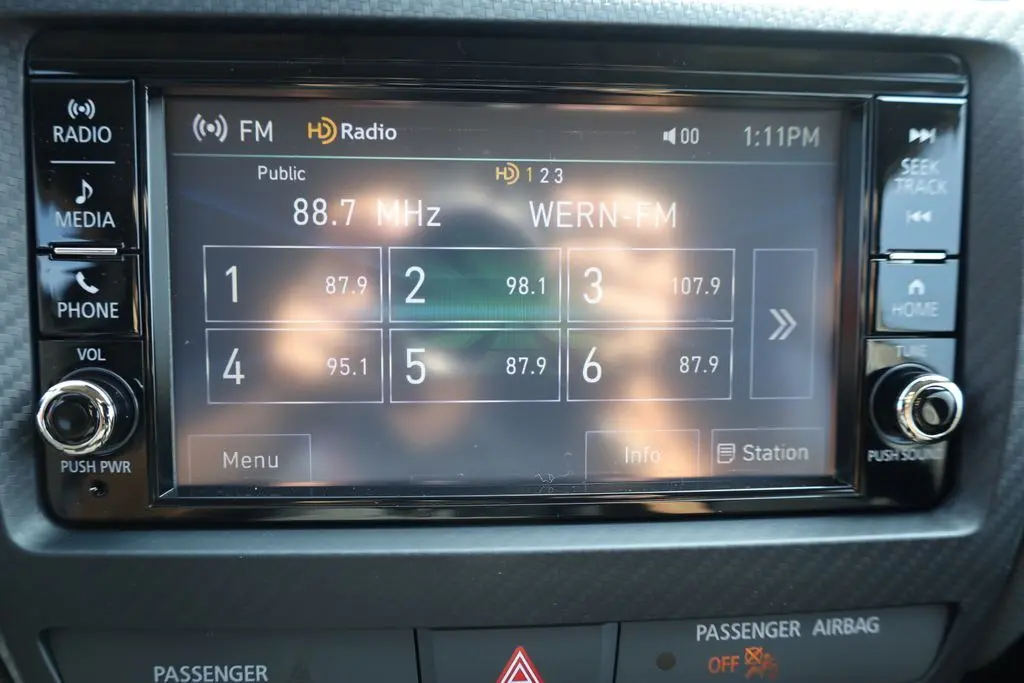 RADIO
MEDIA
PHONE
VOL
PUSH PWR
FM HD Radio 00 1:11PM
Public HD 1 2 3
88.7 MHz WERN-FM
1 87.9 2 98.1 3 107.9
4 95.1 5 87.9 6 87.9
Menu Info Station
SEEK
TRACK
HOME
TUNE
PUSH SOUND
PASSENGER
PASSENGER AIRBAG
OFF